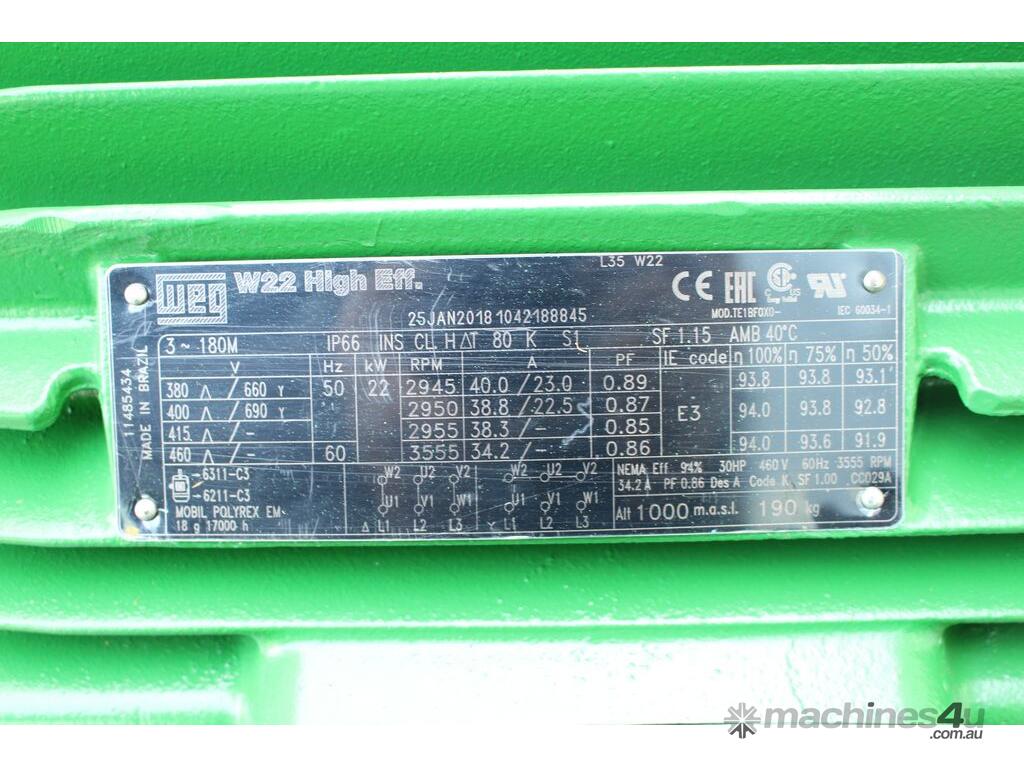 L35 W22
WEG W22 High Eff. CE EAC
25JAN2018 1042188845 MOD.TE1BF0X0- IEC 60034-1
3~ 180M IP66 INS CL H ΔT 80 K S1 SF 1.15 AMB 40°C
V Hz kW RPM A PF IE code η 100% η 75% η 50%
380 Δ / 660 Y 50 22 2945 40.0 / 23.0 0.89 E3 93.8 93.8 93.1
400 Δ / 690 Y 2950 38.8 / 22.5 0.87 94.0 93.8 92.8
415 Δ / - 2955 38.3 / - 0.85
460 Δ / - 60 3555 34.2 / - 0.86 94.0 93.6 91.9
11485434
MADE IN BRAZIL
6311-C3
6211-C3
MOBIL POLYREX EM
18 g 17000 h
W2 U2 V2
U1 V1 W1
Δ L1 L2 L3
W2 U2 V2
U1 V1 W1
Y L1 L2 L3
NEMA Eff 94% 30HP 460V 60Hz 3555 RPM
34.2 A PF 0.86 Des A Code K SF 1.00 CC029A
Alt 1000 m.a.s.l. 190 kg
machines4u
.com.au